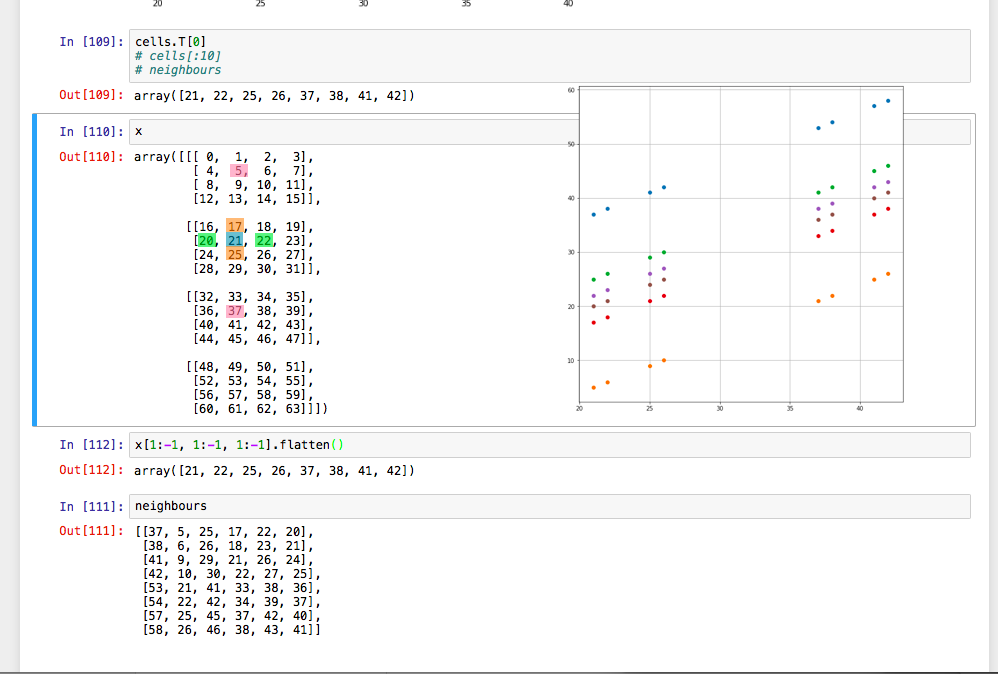 20 25 30 35 40
In [109]: cells.T[0]
# cells[:10]
# neighbours
Out[109]: array([21, 22, 25, 26, 37, 38, 41, 42])
In [110]: x
Out[110]: array([[[ 0, 1, 2, 3],
[ 4, 5, 6, 7],
[ 8, 9, 10, 11],
[12, 13, 14, 15]],
[[16, 17, 18, 19],
[20, 21, 22, 23],
[24, 25, 26, 27],
[28, 29, 30, 31]],
[[32, 33, 34, 35],
[36, 37, 38, 39],
[40, 41, 42, 43],
[44, 45, 46, 47]],
[[48, 49, 50, 51],
[52, 53, 54, 55],
[56, 57, 58, 59],
[60, 61, 62, 63]]])
60
50
40
30
20
10
20 25 30 35 40
In [112]: x[1:-1, 1:-1, 1:-1].flatten()
Out[112]: array([21, 22, 25, 26, 37, 38, 41, 42])
In [111]: neighbours
Out[111]: [[37, 5, 25, 17, 22, 20],
[38, 6, 26, 18, 23, 21],
[41, 9, 29, 21, 26, 24],
[42, 10, 30, 22, 27, 25],
[53, 21, 41, 33, 38, 36],
[54, 22, 42, 34, 39, 37],
[57, 25, 45, 37, 42, 40],
[58, 26, 46, 38, 43, 41]]